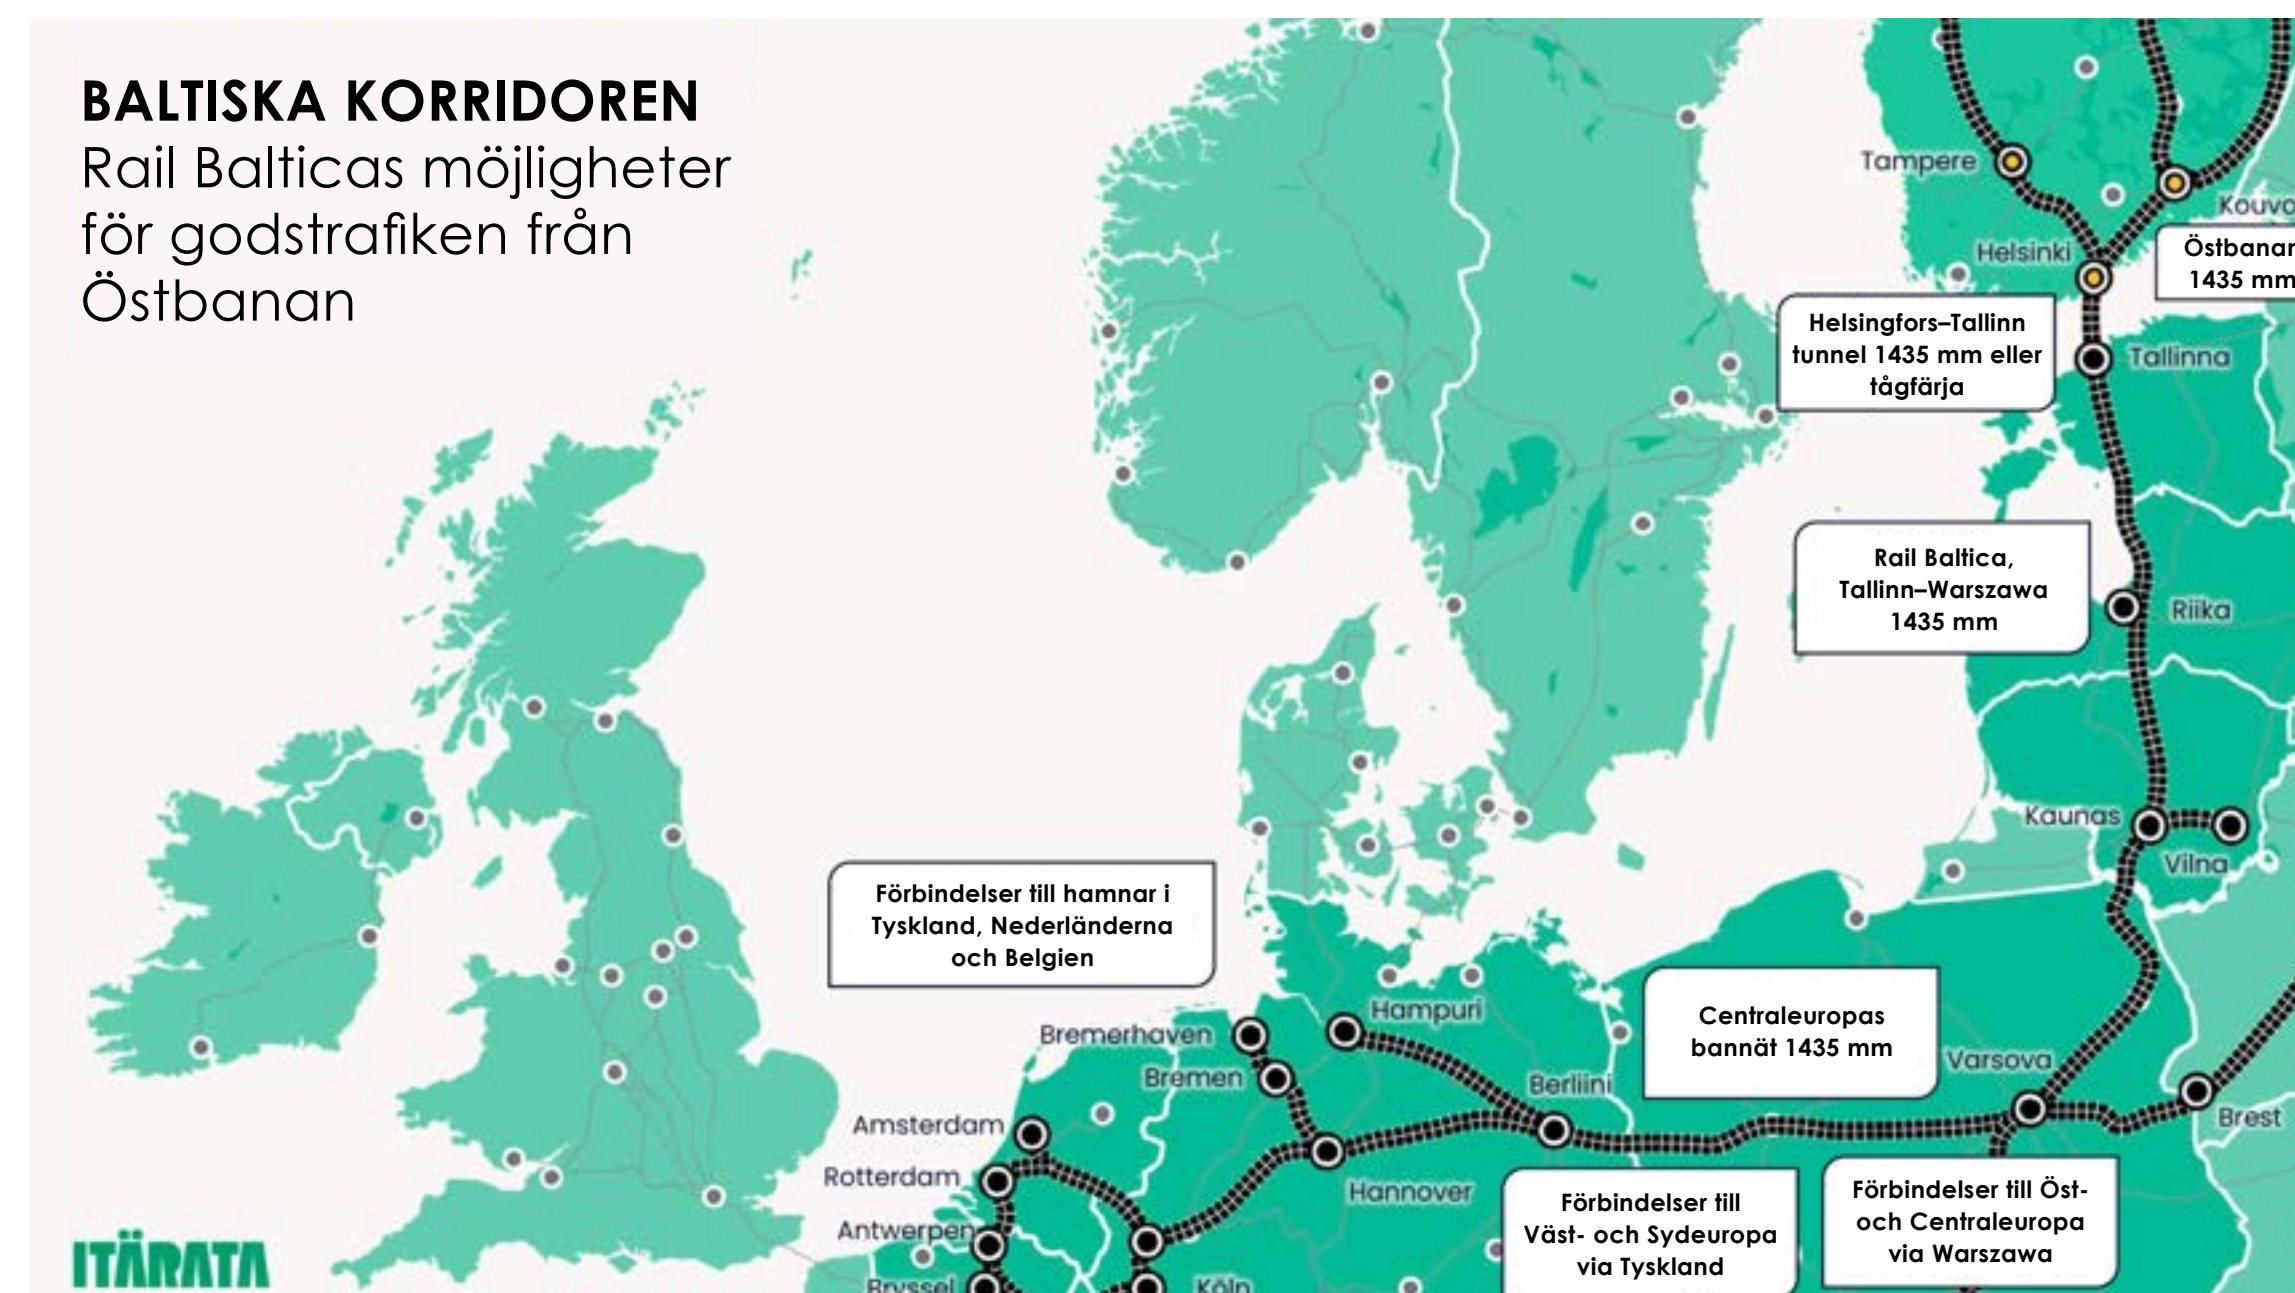 BALTISKA KORRIDOREN
Rail Balticas möjligheter
för godstrafiken från
Östbanan
Tampere
Kouvo
Helsinki
Östbanan
1435 mm
Helsingfors–Tallinn
tunnel 1435 mm eller
tågfärja
Tallinna
Rail Baltica,
Tallinn–Warszawa
1435 mm
Riika
Kaunas
Vilna
Förbindelser till hamnar i
Tyskland, Nederländerna
och Belgien
Centraleuropas
bannät 1435 mm
Hampuri
Bremerhaven
Bremen
Berliini
Varsova
Brest
Amsterdam
Rotterdam
Hannover
Antwerpen
Förbindelser till
Väst- och Sydeuropa
via Tyskland
Förbindelser till Öst-
och Centraleuropa
via Warszawa
ITÄRATA
Bryssel
Köln